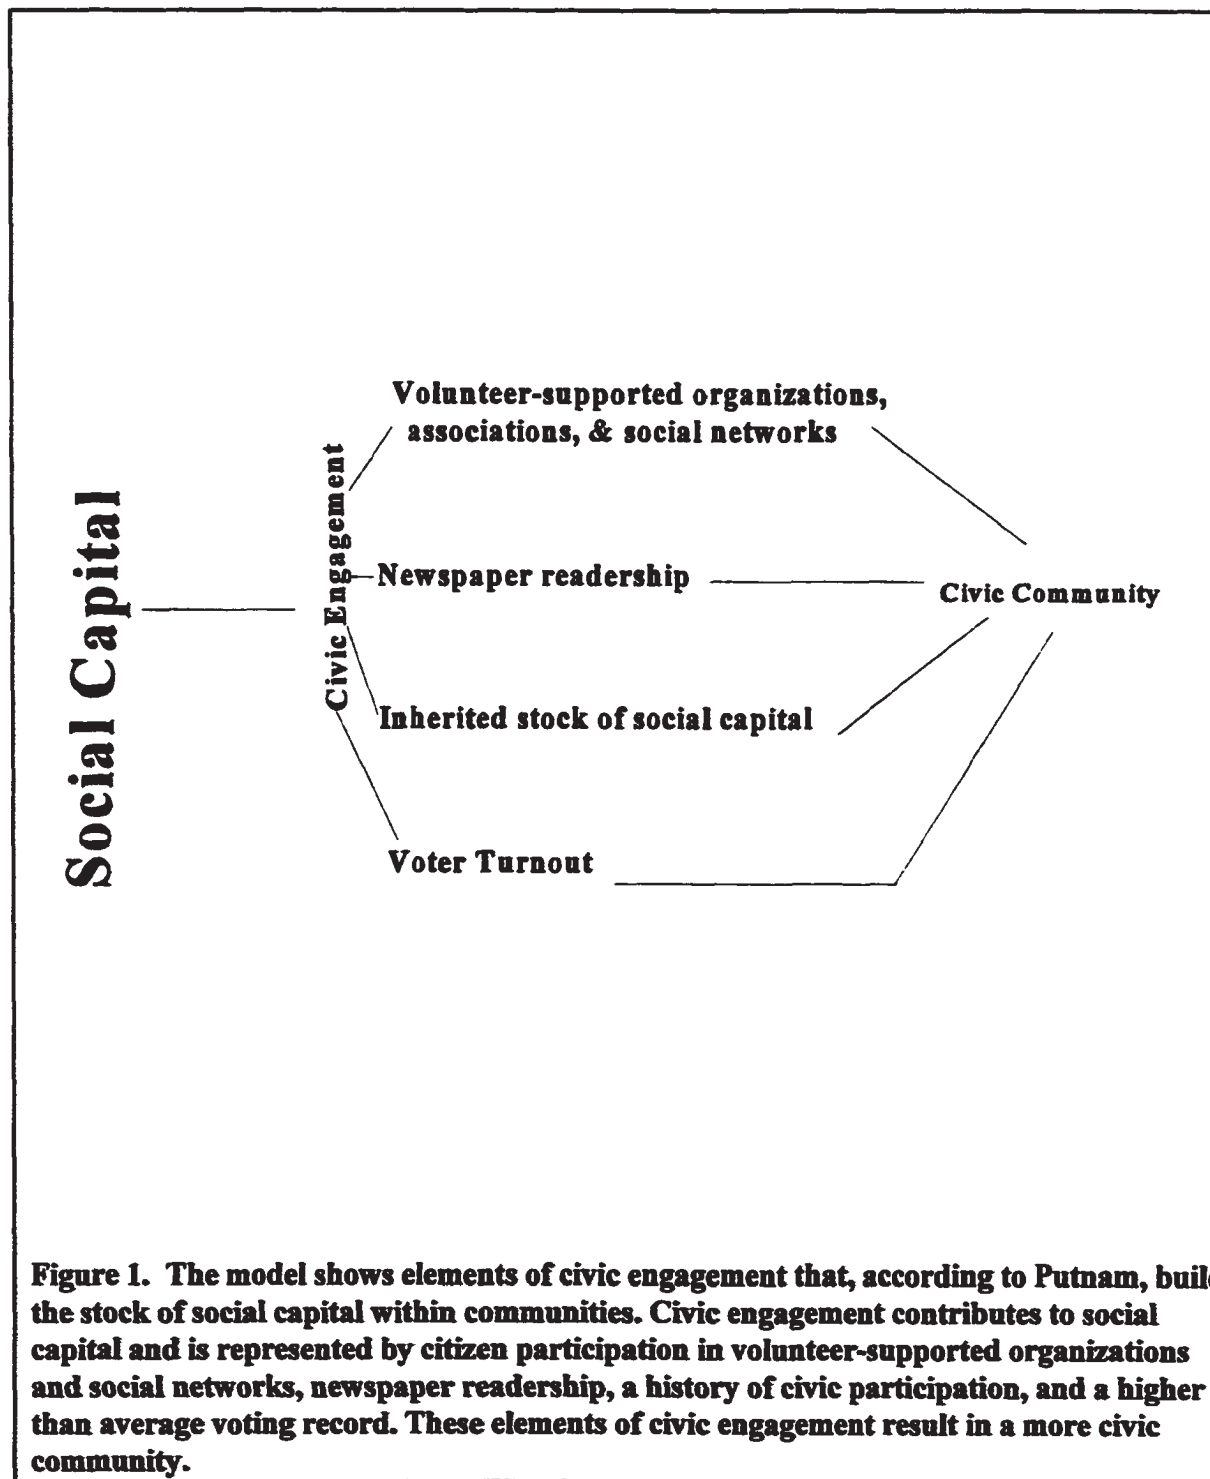 Social Capital
Civic Engagement
Volunteer-supported organizations,
associations, & social networks
Newspaper readership
Inherited stock of social capital
Voter Turnout
Civic Community
Figure 1. The model shows elements of civic engagement that, according to Putnam,
the stock of social capital within communities. Civic engagement contributes to social
capital and is represented by citizen participation in volunteer-supported organizations
and social networks, newspaper readership, a history of civic participation, and a higher
than average voting record. These elements of civic engagement result in a more civic
community.